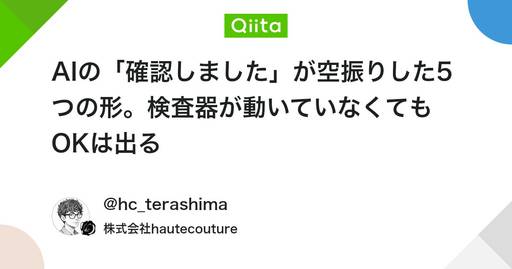 Qiita
AIの「確認しました」が空振りした5
つの形。検査器が動いていなくても
OKは出る
@hc_terashima
株式会社hautecouture